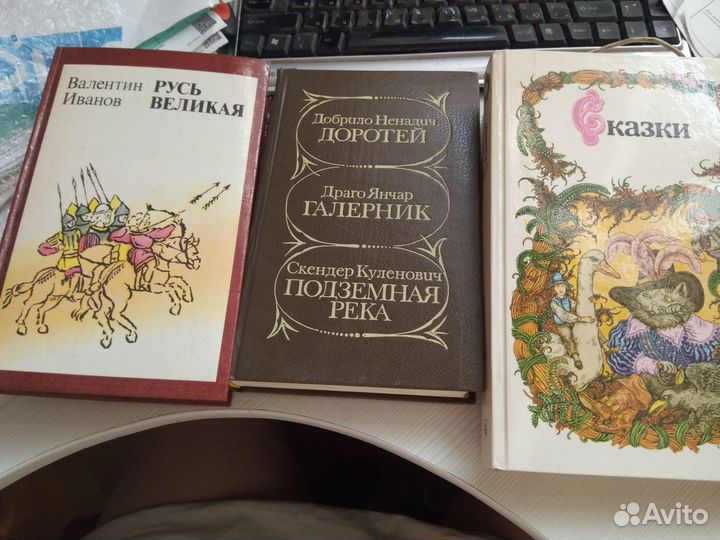 Валентин
Иванов
РУСЬ
ВЕЛИКАЯ
Добрило Ненадич
ДОРОТЕЙ
Драго Янчар
ГАЛЕРНИК
Скендер Куленович
ПОДЗЕМНАЯ
РЕКА
Сказки
Avito